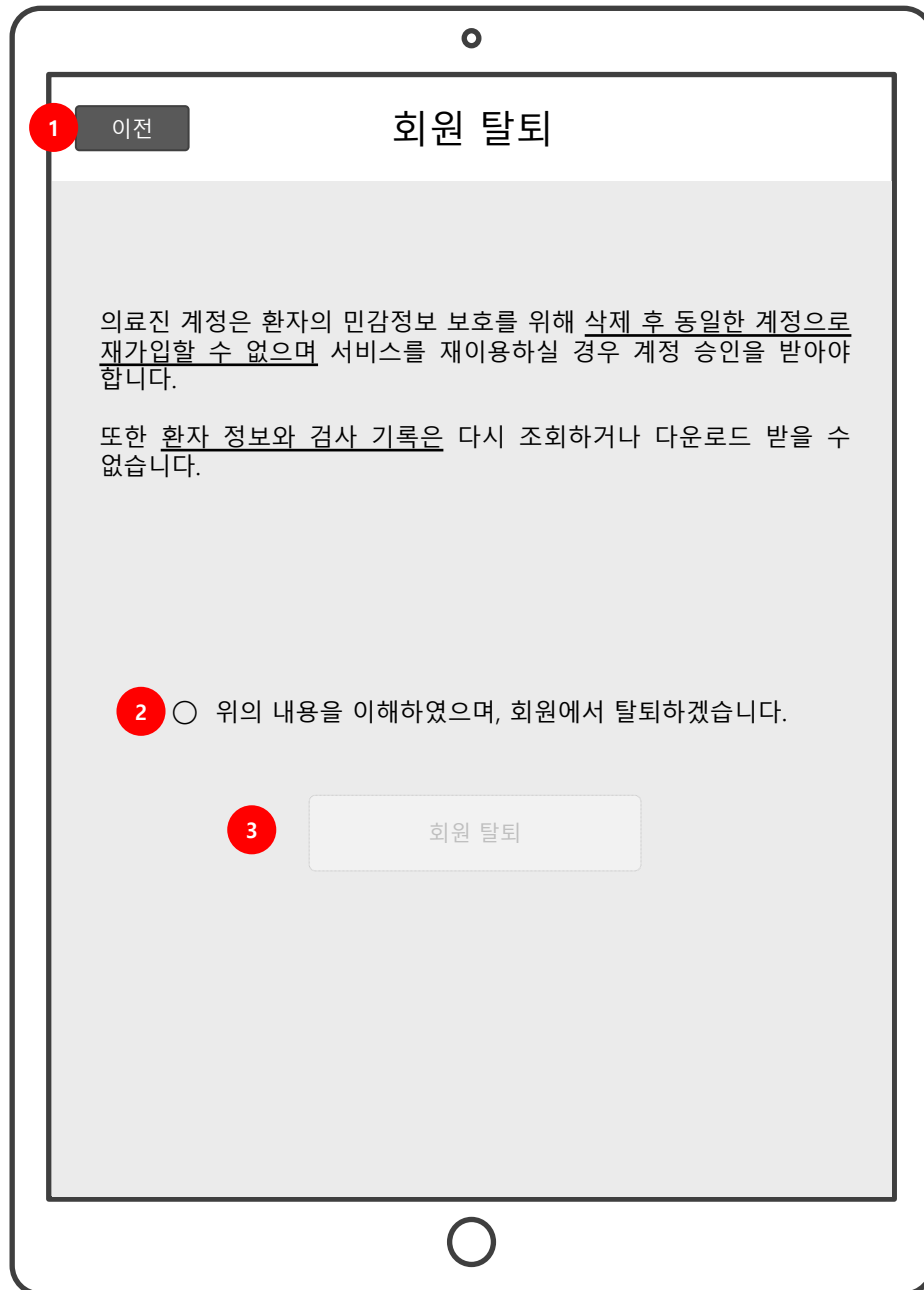 1 이전 회원 탈퇴
의료진 계정은 환자의 민감정보 보호를 위해 삭제 후 동일한 계정으로
재가입할 수 없으며 서비스를 재이용하실 경우 계정 승인을 받아야
합니다.
또한 환자 정보와 검사 기록은 다시 조회하거나 다운로드 받을 수
없습니다.
2 위의 내용을 이해하였으며, 회원에서 탈퇴하겠습니다.
3 회원 탈퇴